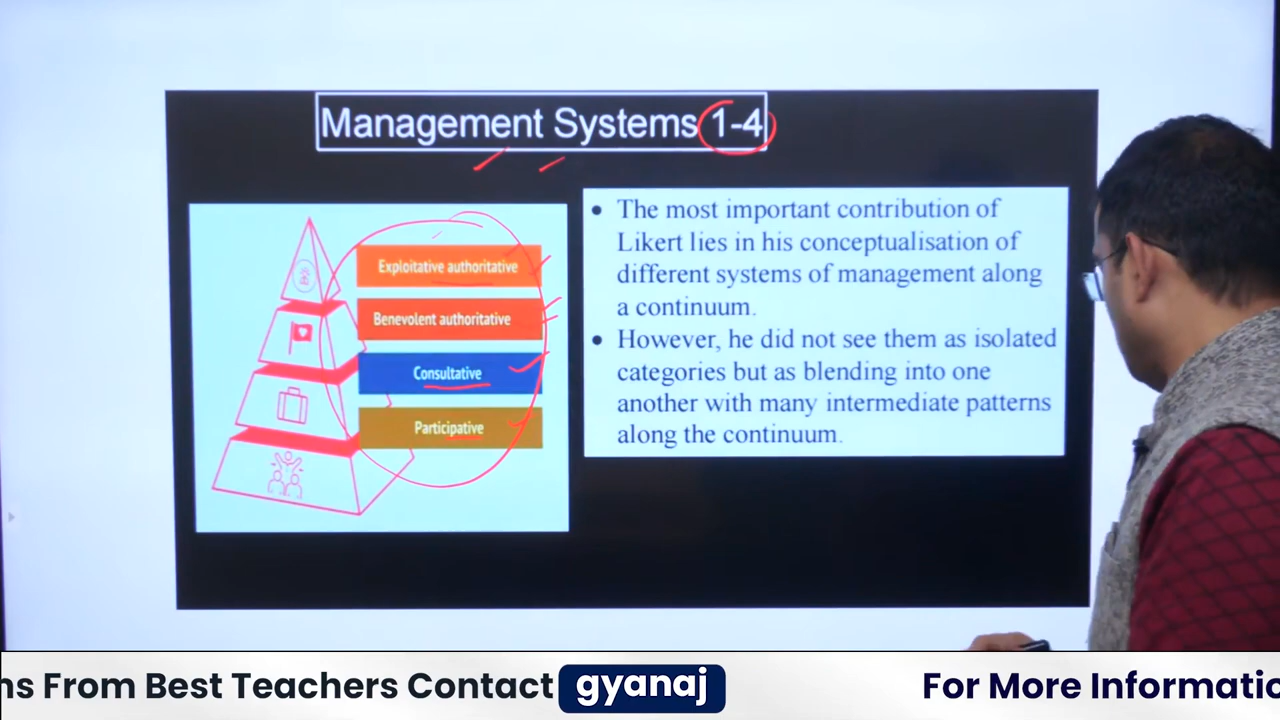 Management Systems 1-4
Exploitative authoritative
Benevolent authoritative
Consultative
Participative
• The most important contribution of
Likert lies in his conceptualisation of
different systems of management along
a continuum.
• However, he did not see them as isolated
categories but as blending into one
another with many intermediate patterns
along the continuum.
ns From Best Teachers Contact gyanaj For More Informatio